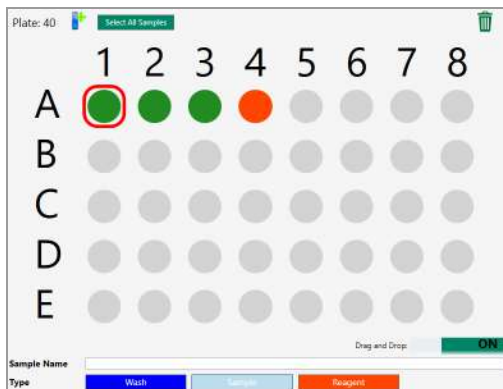 Plate: 40 Select All Samples
1 2 3 4 5 6 7 8
A
B
C
D
E
Drag and Drop: ON
Sample Name
Type Wash Sample Reagent